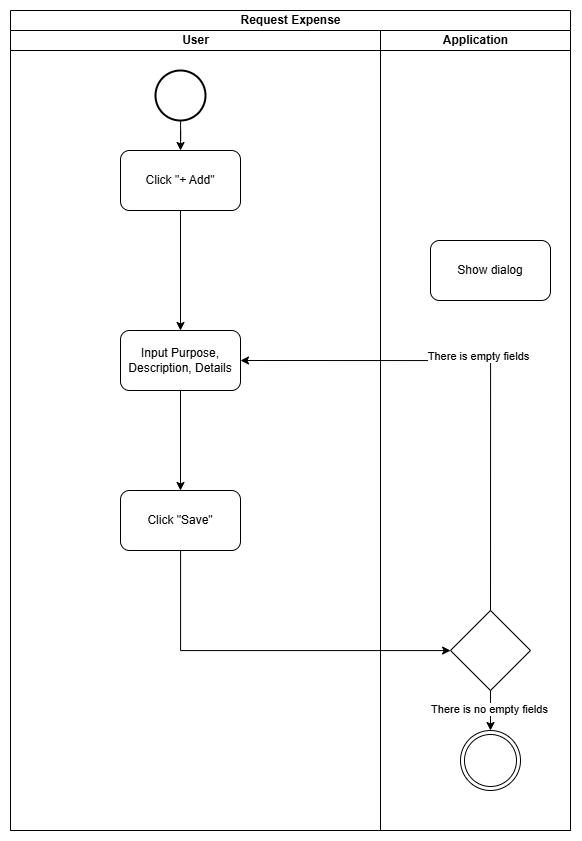 Request Expense
User
Application
Click "+ Add"
Show dialog
Input Purpose,
Description, Details
There is empty fields
Click "Save"
There is no empty fields